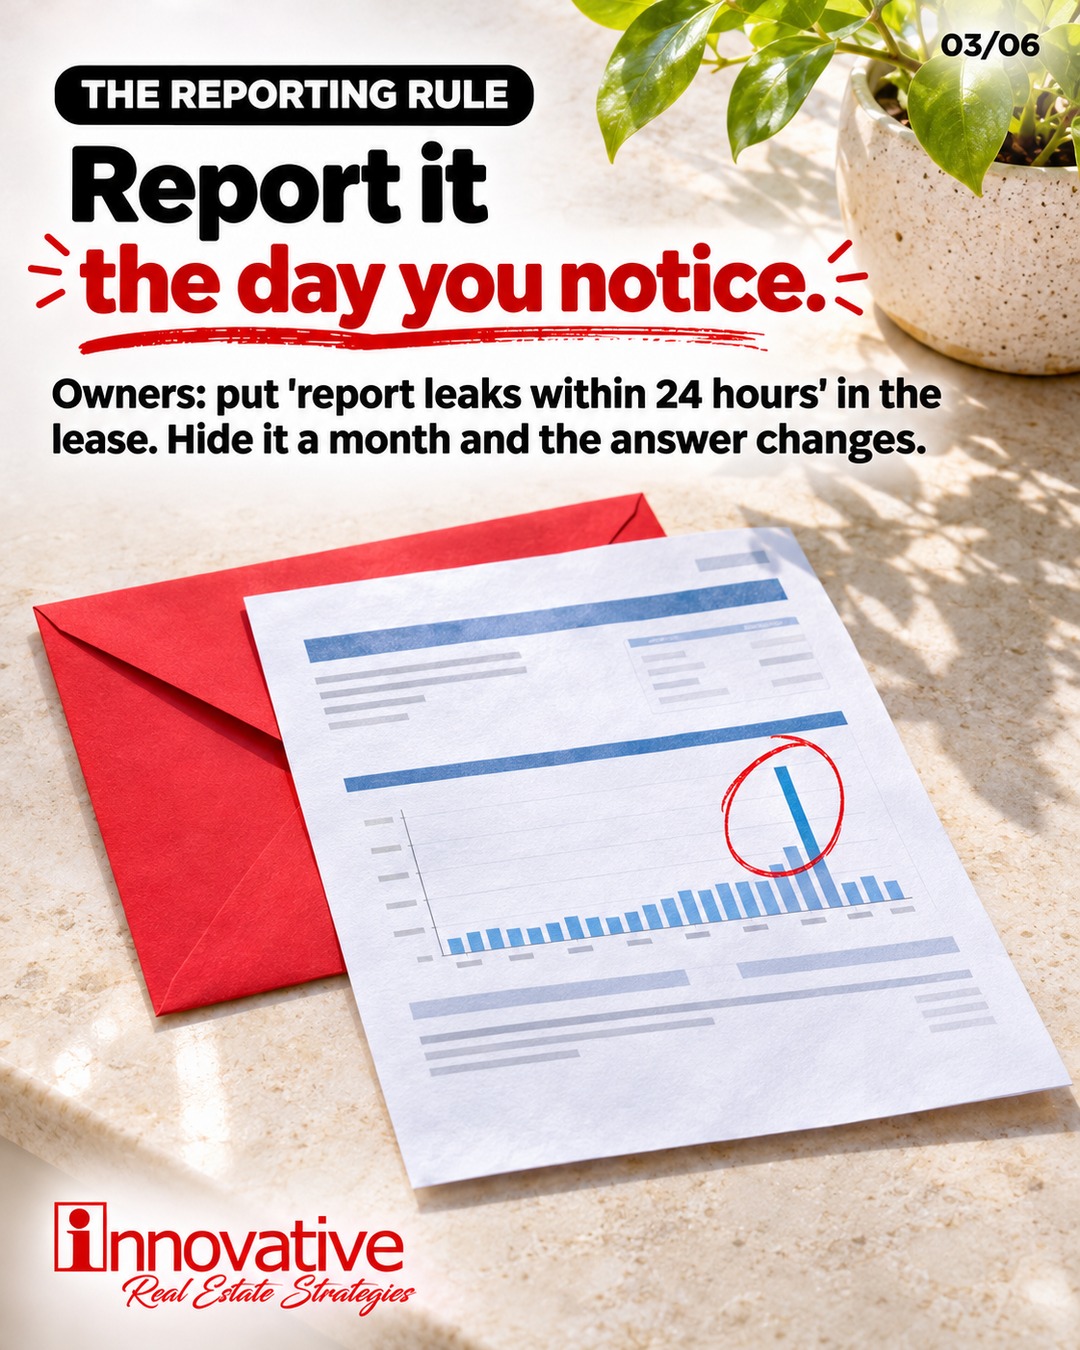 03/06
THE REPORTING RULE
Report it
the day you notice.
Owners: put 'report leaks within 24 hours' in the
lease. Hide it a month and the answer changes.
innovative
Real Estate Strategies